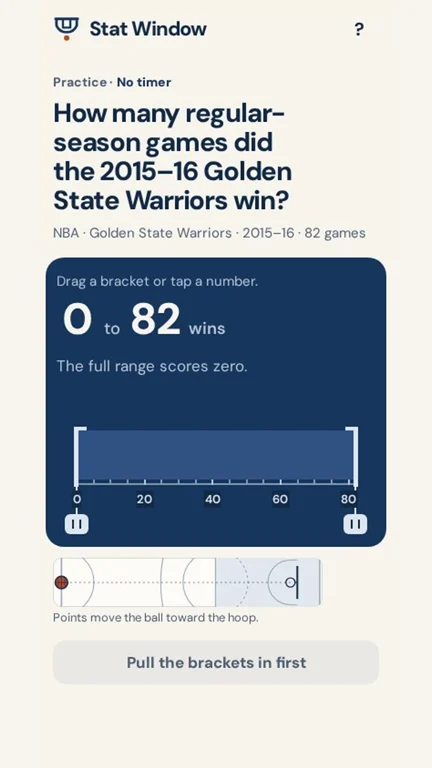 Stat Window
?
Practice · No timer
How many regular-
season games did
the 2015–16 Golden
State Warriors win?
NBA · Golden State Warriors · 2015–16 · 82 games
Drag a bracket or tap a number.
0 to 82 wins
The full range scores zero.
0 20 40 60 80
Points move the ball toward the hoop.
Pull the brackets in first